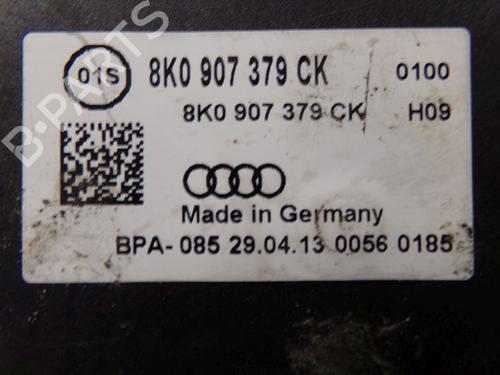 01S 8K0 907 379 CK 0100
8K0 907 379 CK H09
Made in Germany
BPA- 085 29.04.13 0056 0185
B-PARTS